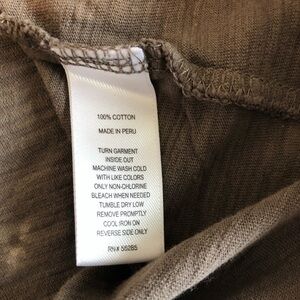 100% COTTON
MADE IN PERU
TURN GARMENT
INSIDE OUT
MACHINE WASH COLD
WITH LIKE COLORS
ONLY NON-CHLORINE
BLEACH WHEN NEEDED
TUMBLE DRY LOW
REMOVE PROMPTLY
COOL IRON ON
REVERSE SIDE ONLY
RN#